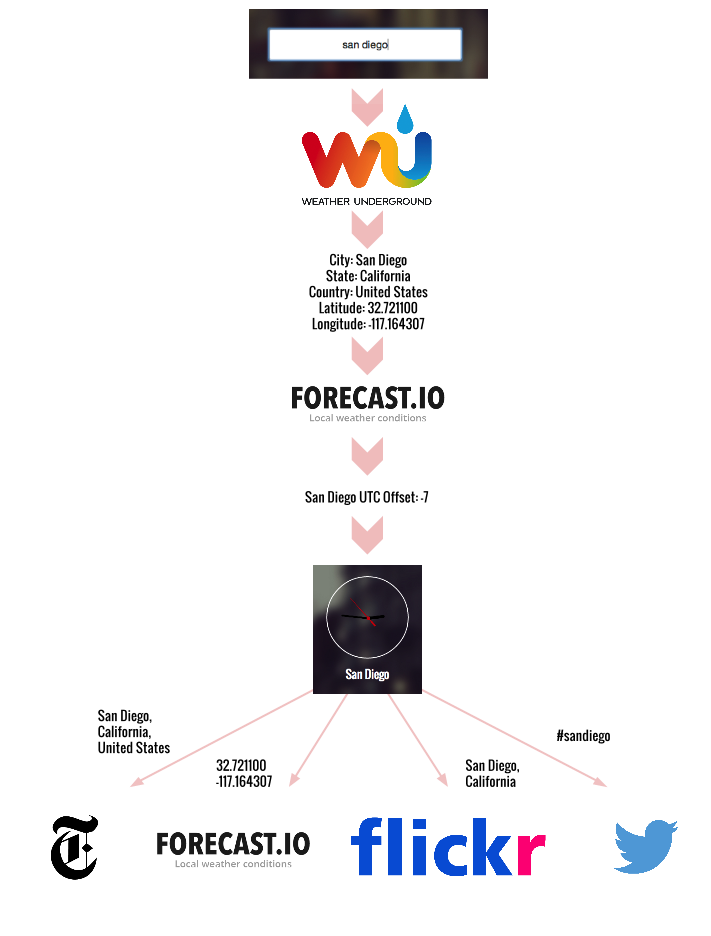 san diego
WU
WEATHER UNDERGROUND
City: San Diego
State: California
Country: United States
Latitude: 32.721100
Longitude: -117.164307
FORECAST.IO
Local weather conditions
San Diego UTC Offset: -7
San Diego
San Diego,
California,
United States
#sandiego
32.721100
-117.164307
San Diego,
California
T
FORECAST.IO
Local weather conditions
flickr